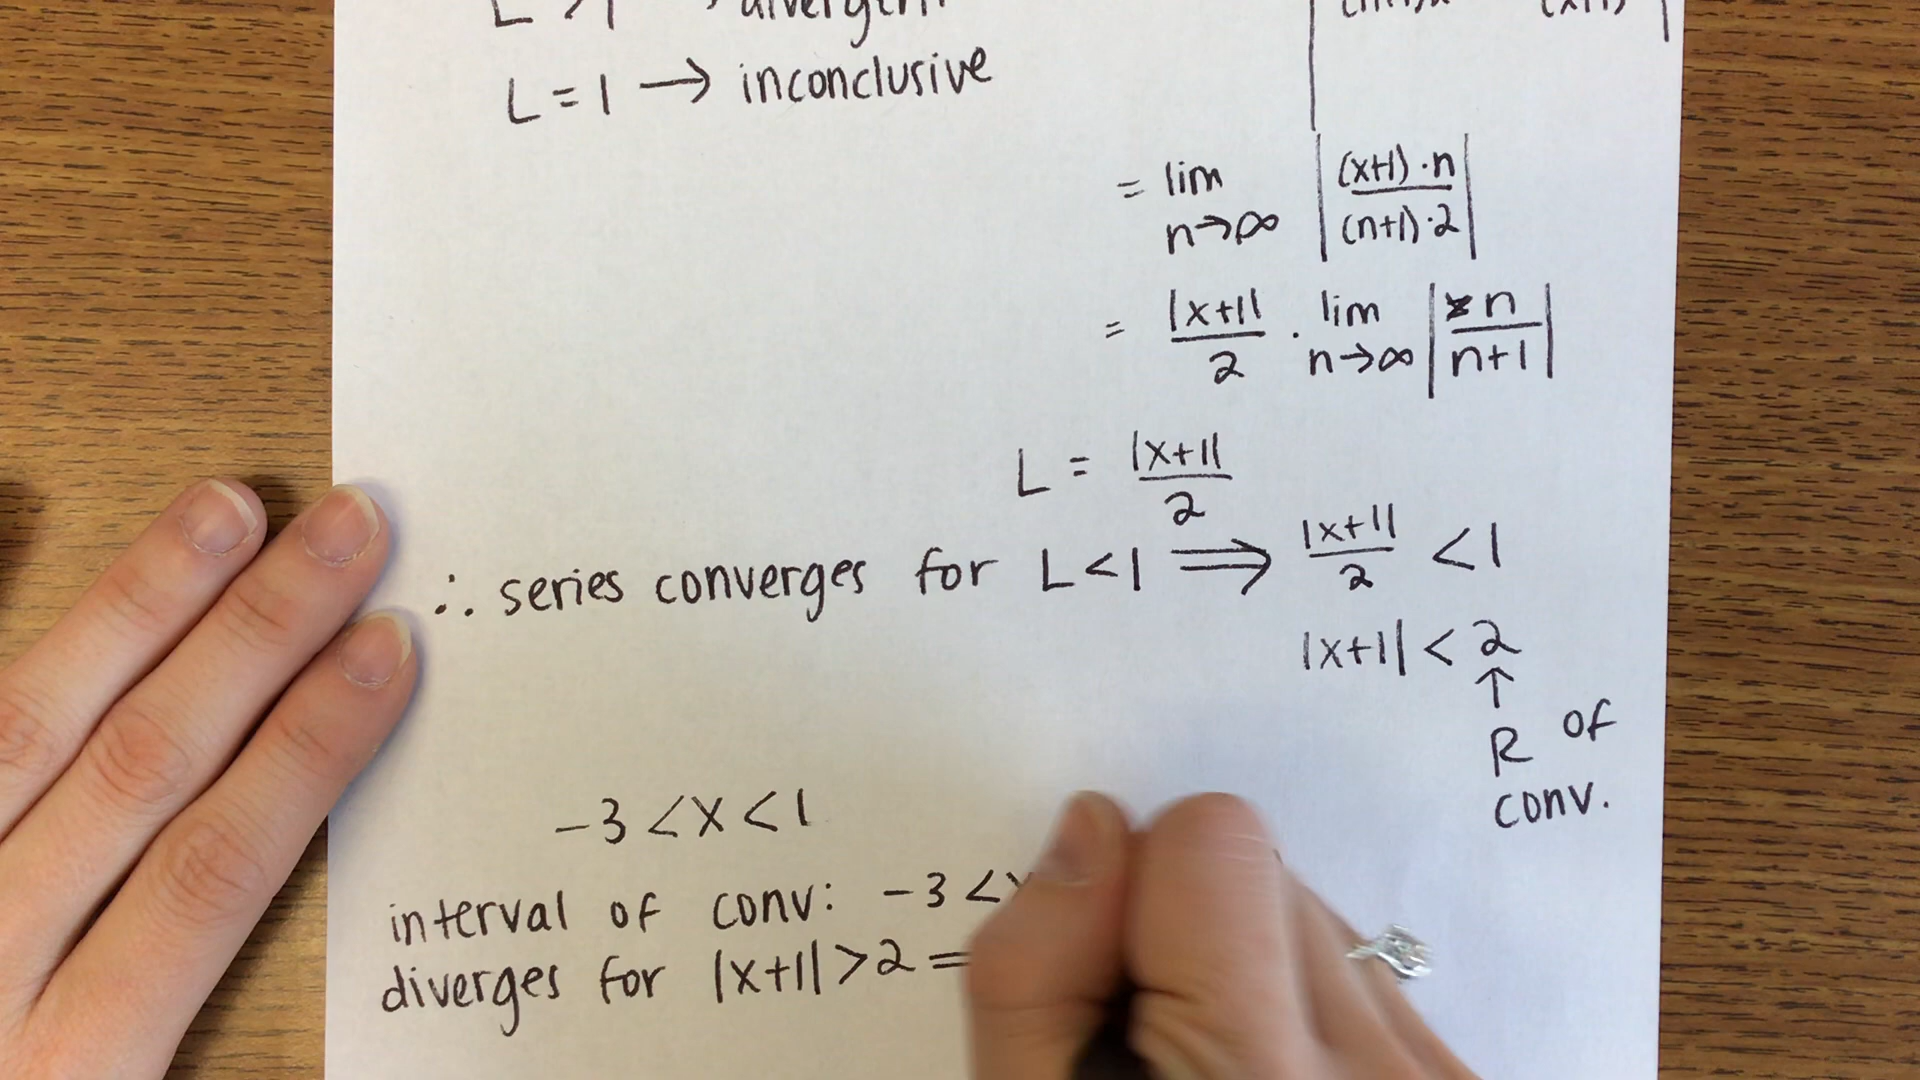 L = 1 → inconclusive
= lim n→∞ |(x+1)·n / (n+1)·2|
= |x+1| / 2 · lim n→∞ |n / n+1|
L = |x+1| / 2
∴ series converges for L < 1 ⟹ |x+1| / 2 < 1
|x+1| < 2
↑
R of
conv.
-3 < x < 1
interval of conv: -3 <
diverges for |x+1| > 2